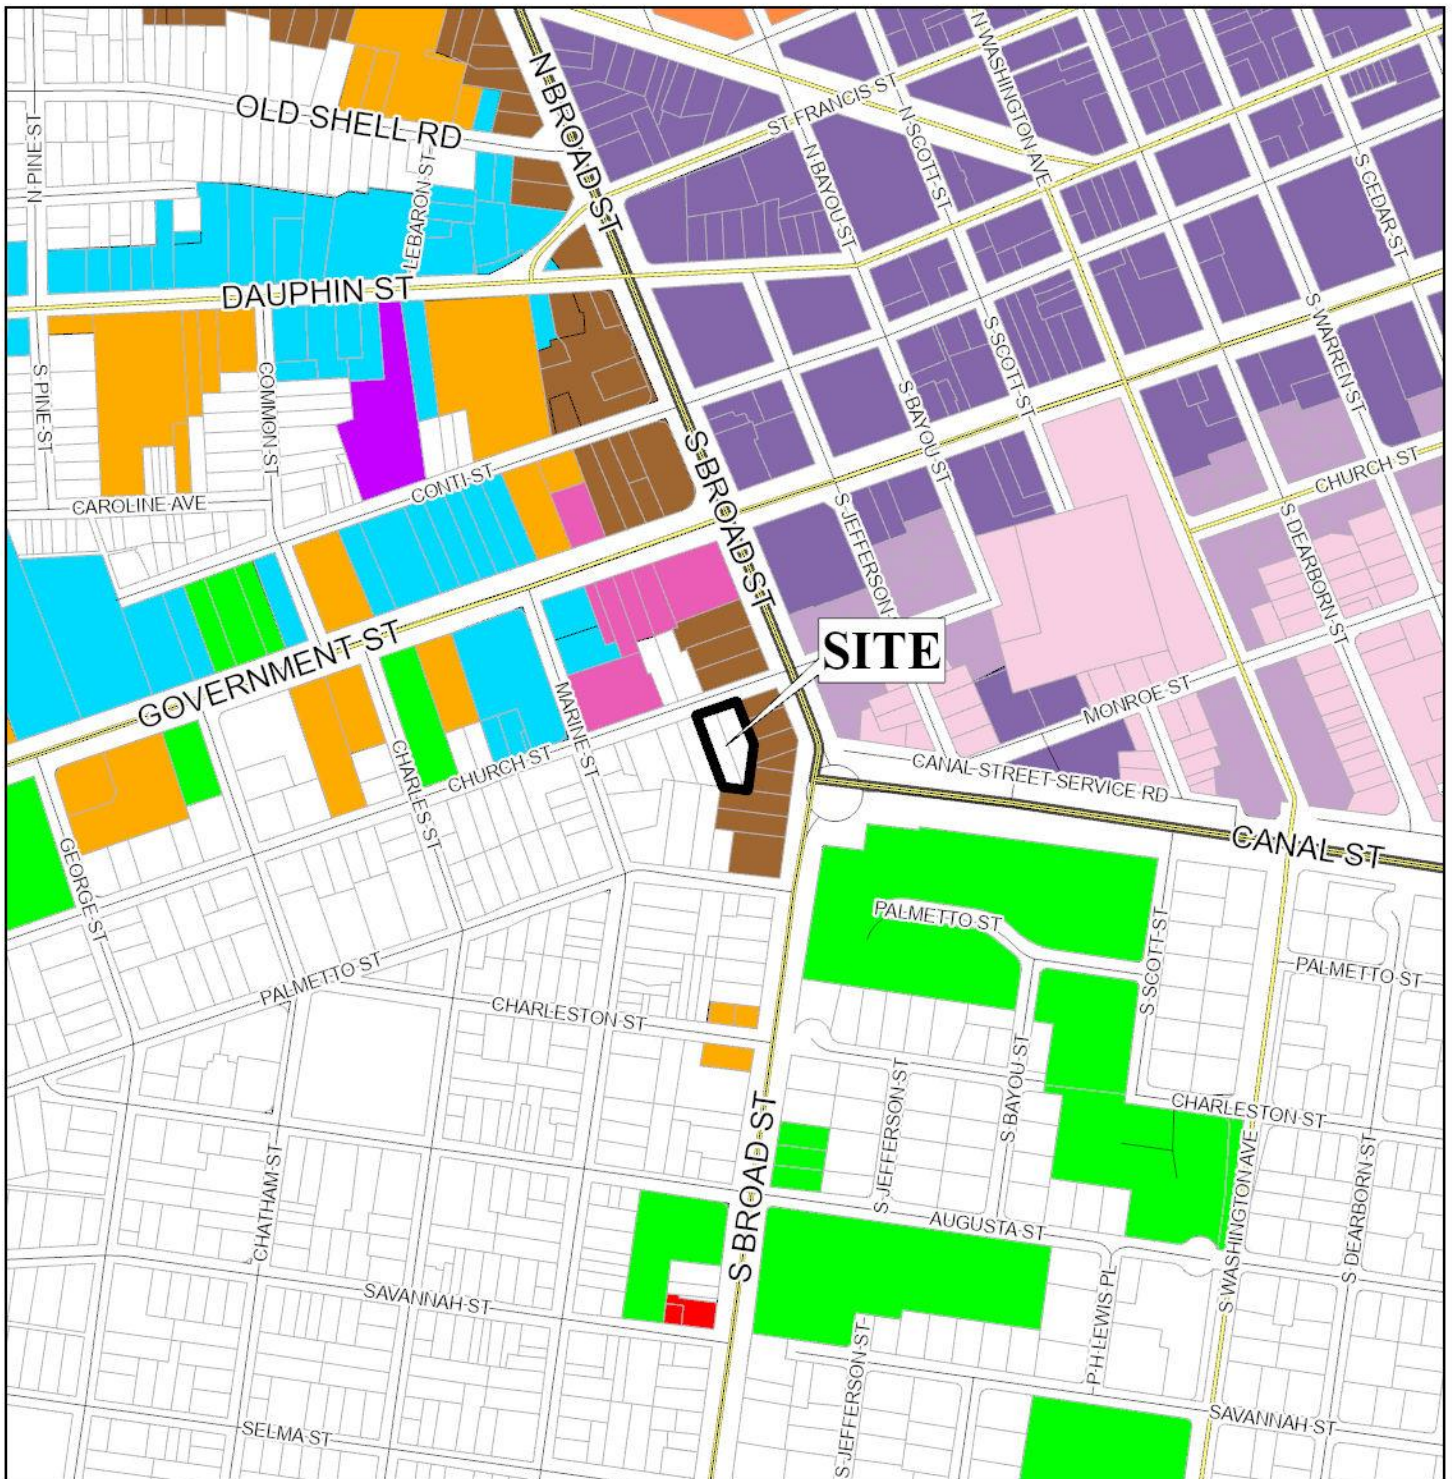 N BROAD ST
N WASHINGTON AVE
OLD SHELL RD
ST FRANCIS ST
N SCOTT ST
N PINE ST
LEBARON ST
N BAYOU ST
S CEDAR ST
DAUPHIN ST
S PINE ST
COMMON ST
S SCOTT ST
S WARREN ST
S BAYOU ST
CONTI ST
CAROLINE AVE
S BROAD ST
CHURCH ST
S JEFFERSON
S DEARBORN ST
GOVERNMENT ST
SITE
MARINE ST
MONROE ST
CHARLES ST
CHURCH ST
CANAL STREET SERVICE RD
CANAL ST
GEORGE ST
PALMETTO ST
S SCOTT ST
PALMETTO ST
PALMETTO ST
CHARLESTON ST
S JEFFERSON ST
S BAYOU ST
CHARLESTON ST
S BROAD ST
CHATHAM ST
S WASHINGTON AVE
S DEARBORN ST
AUGUSTA ST
SAVANNAH ST
P H LEWIS PL
S JEFFERSON ST
SAVANNAH ST
SELMA ST